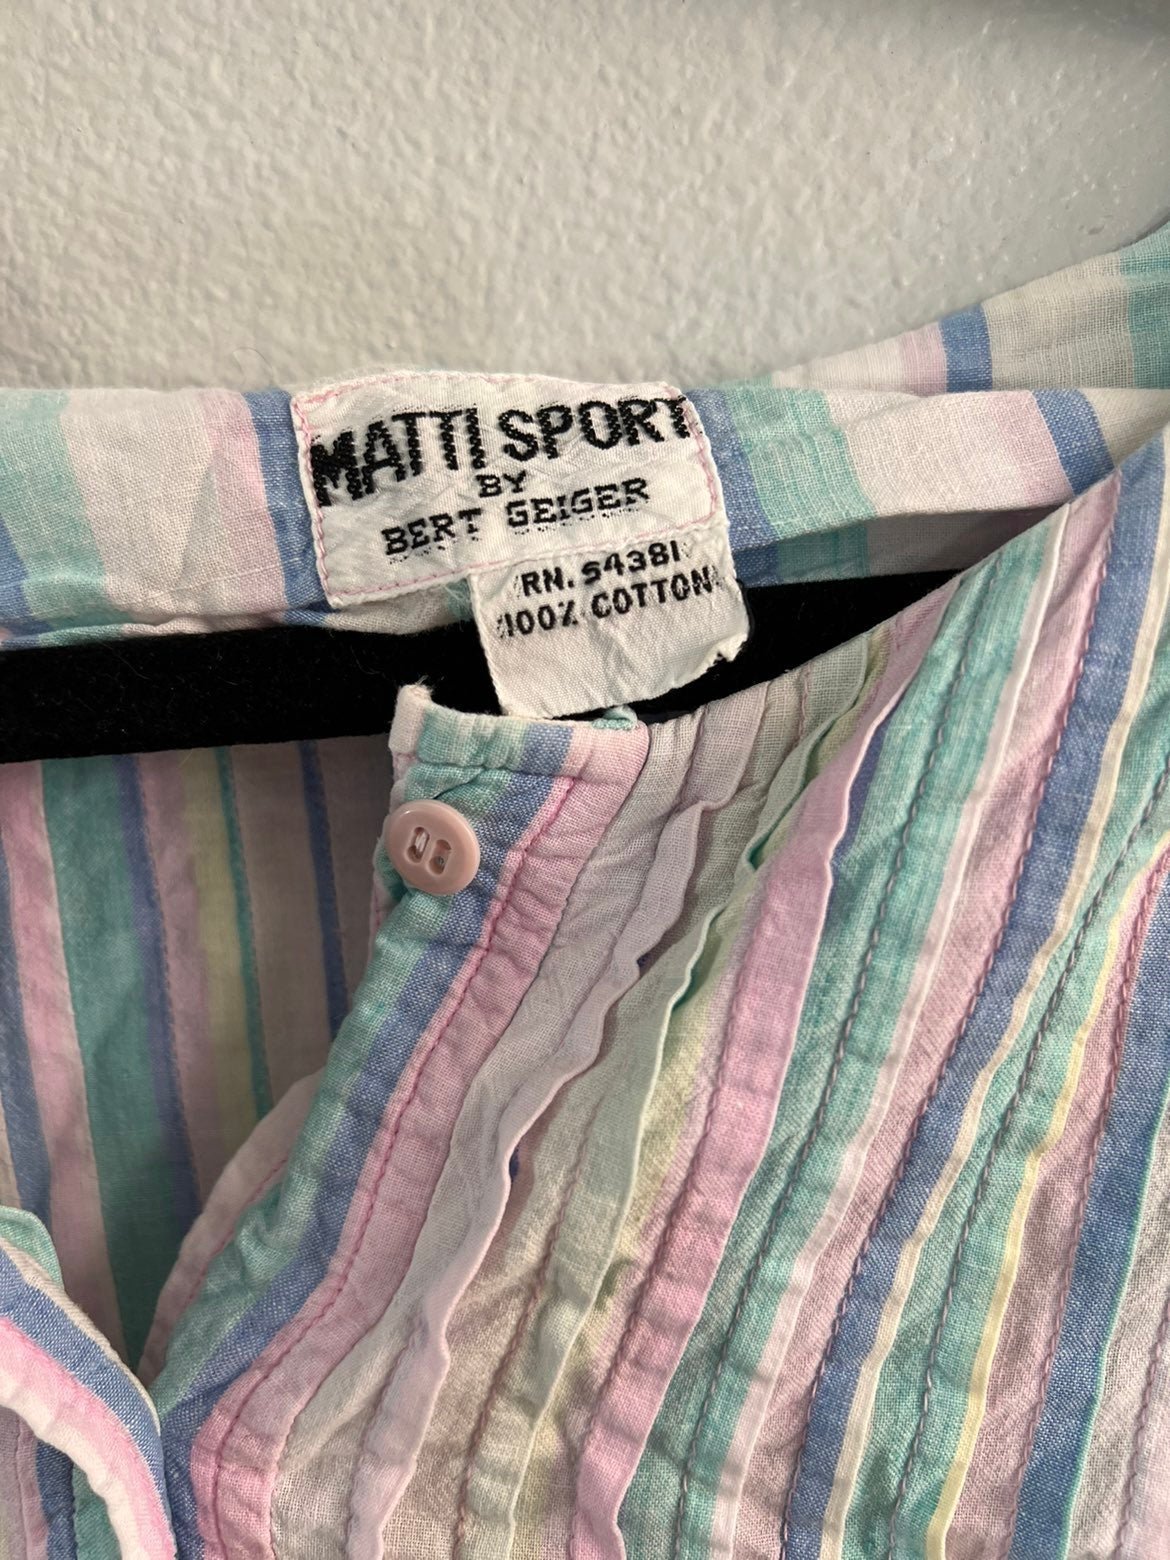 MATTI SPORT
BY
BERT GEIGER
RN. 54381
100% COTTON